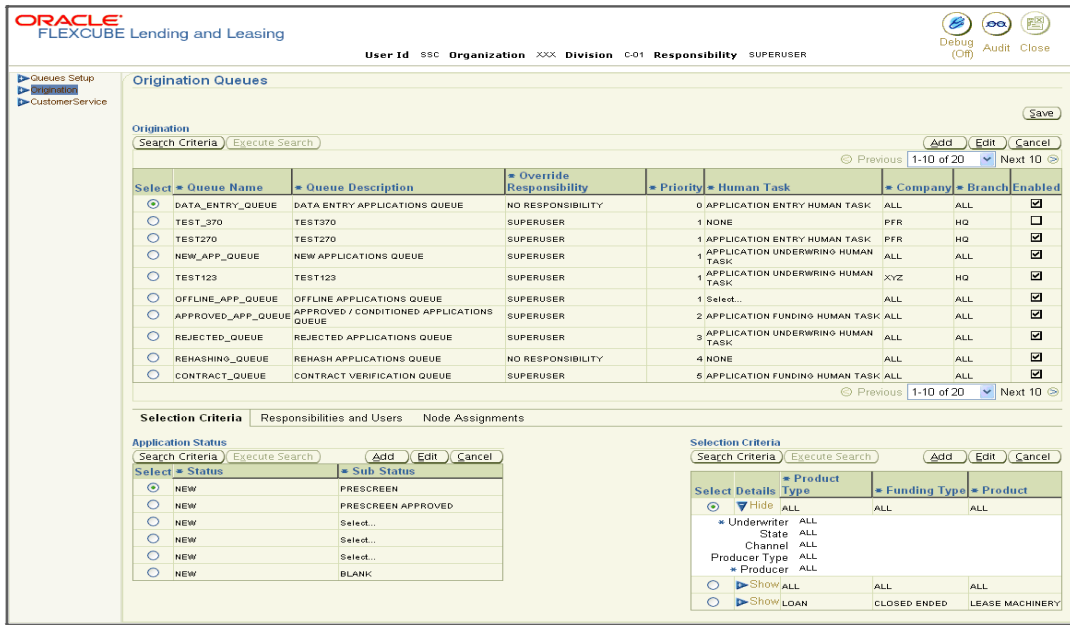 ORACLE
FLEXCUBE Lending and Leasing
Debug (Off) Audit Close
User Id SSC Organization XXX Division C-01 Responsibility SUPERUSER
Queues Setup
Origination
CustomerService
Origination Queues
Save
Origination
Search Criteria Execute Search Add Edit Cancel
Previous 1-10 of 20 Next 10
Select * Queue Name * Queue Description * Override Responsibility * Priority * Human Task * Company * Branch Enabled
DATA_ENTRY_QUEUE DATA ENTRY APPLICATIONS QUEUE NO RESPONSIBILITY 0 APPLICATION ENTRY HUMAN TASK ALL ALL
TEST_370 TEST370 SUPERUSER 1 NONE PFR HQ
TEST270 TEST270 SUPERUSER 1 APPLICATION ENTRY HUMAN TASK PFR HQ
NEW_APP_QUEUE NEW APPLICATIONS QUEUE SUPERUSER 1 APPLICATION UNDERWRING HUMAN TASK ALL ALL
TEST123 TEST123 SUPERUSER 1 APPLICATION UNDERWRING HUMAN TASK XYZ HQ
OFFLINE_APP_QUEUE OFFLINE APPLICATIONS QUEUE SUPERUSER 1 Select... ALL ALL
APPROVED_APP_QUEUE APPROVED / CONDITIONED APPLICATIONS QUEUE SUPERUSER 2 APPLICATION FUNDING HUMAN TASK ALL ALL
REJECTED_QUEUE REJECTED APPLICATIONS QUEUE SUPERUSER 3 APPLICATION UNDERWRING HUMAN TASK ALL ALL
REHASHING_QUEUE REHASH APPLICATIONS QUEUE NO RESPONSIBILITY 4 NONE ALL ALL
CONTRACT_QUEUE CONTRACT VERIFICATION QUEUE SUPERUSER 5 APPLICATION FUNDING HUMAN TASK ALL ALL
Previous 1-10 of 20 Next 10
Selection Criteria Responsibilities and Users Node Assignments
Application Status
Search Criteria Execute Search Add Edit Cancel
Select * Status * Sub Status
NEW PRESCREEN
NEW PRESCREEN APPROVED
NEW Select...
NEW Select...
NEW Select...
NEW BLANK
Selection Criteria
Search Criteria Execute Search Add Edit Cancel
Select Details * Product Type * Funding Type * Product
Hide ALL ALL ALL
* Underwriter ALL
State ALL
Channel ALL
Producer Type ALL
* Producer ALL
Show ALL ALL ALL
Show LOAN CLOSED ENDED LEASE MACHINERY